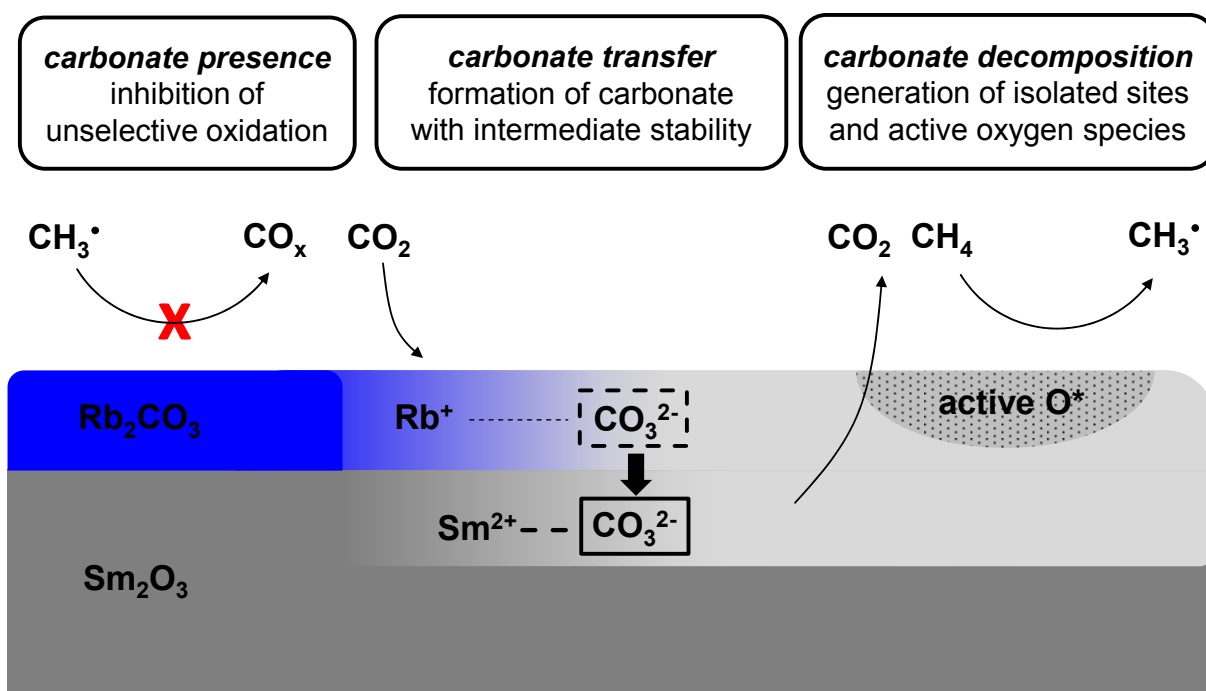 carbonate presence
inhibition of
unselective oxidation
carbonate transfer
formation of carbonate
with intermediate stability
carbonate decomposition
generation of isolated sites
and active oxygen species
CH₃• COₓ CO₂ CO₂ CH₄ CH₃•
X
Rb₂CO₃ Rb⁺ CO₃²⁻ active O*
Sm²⁺ CO₃²⁻
Sm₂O₃